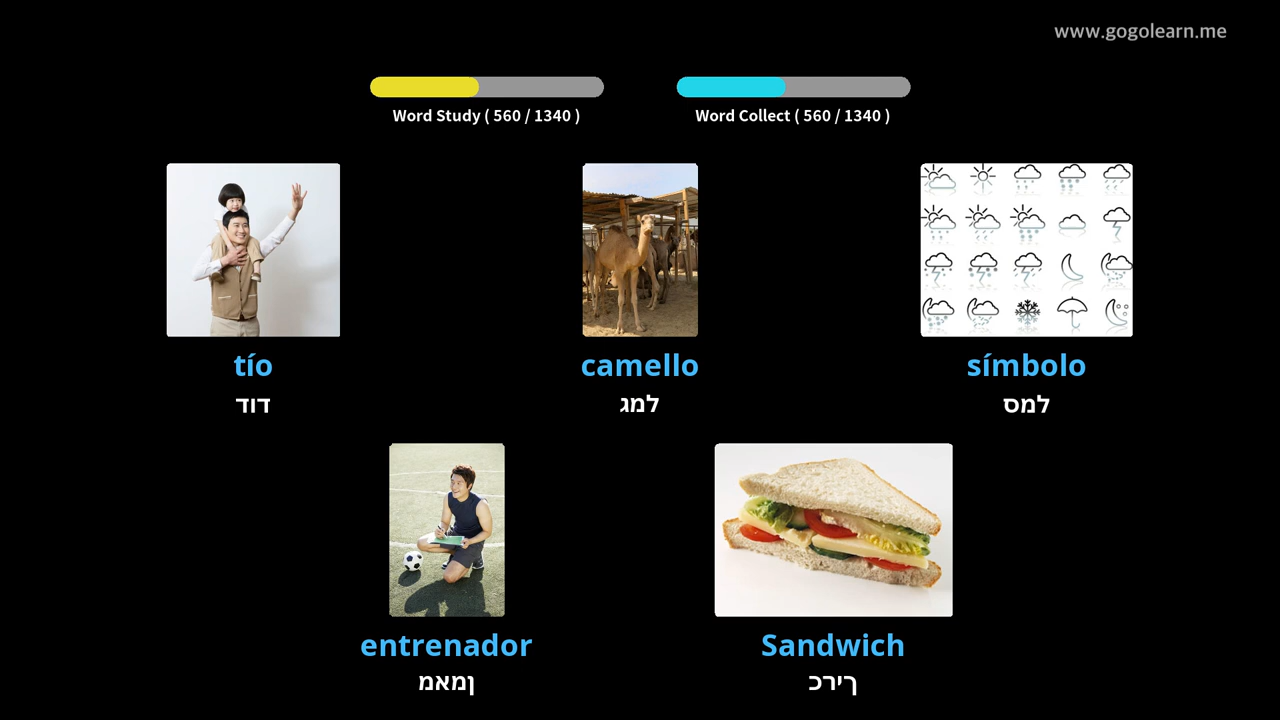 www.gogolearn.me
Word Study ( 560 / 1340 )
Word Collect ( 560 / 1340 )
tío
דוד
camello
למג
símbolo
למס
entrenador
ןמאמ
Sandwich
ךירכ